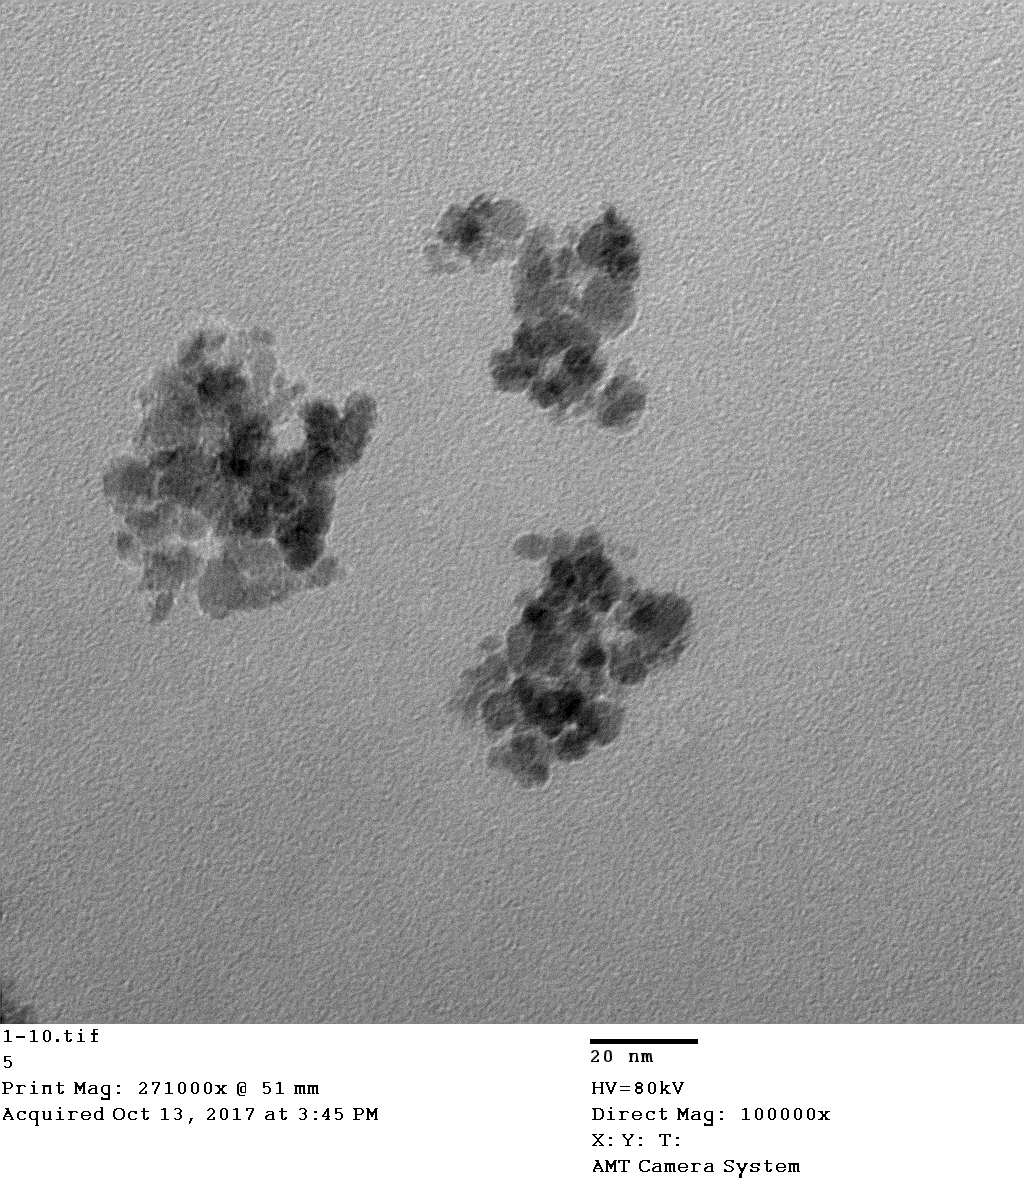 1-10.tif
5
Print Mag: 271000x @ 51 mm
Acquired Oct 13, 2017 at 3:45 PM
20 nm
HV=80kV
Direct Mag: 100000x
X: Y: T:
AMT Camera System